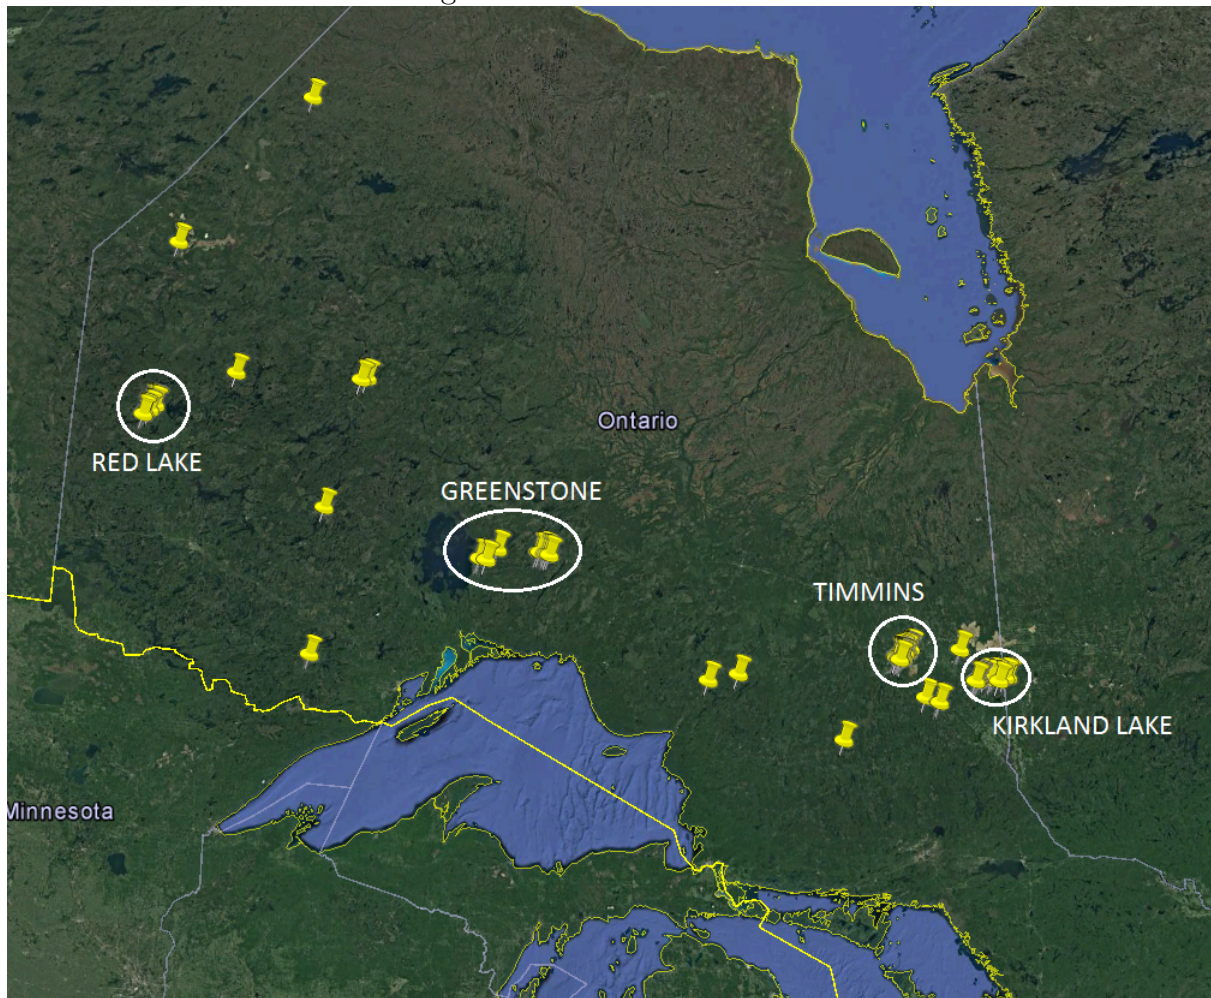 Ontario
RED LAKE
GREENSTONE
TIMMINS
KIRKLAND LAKE
Minnesota